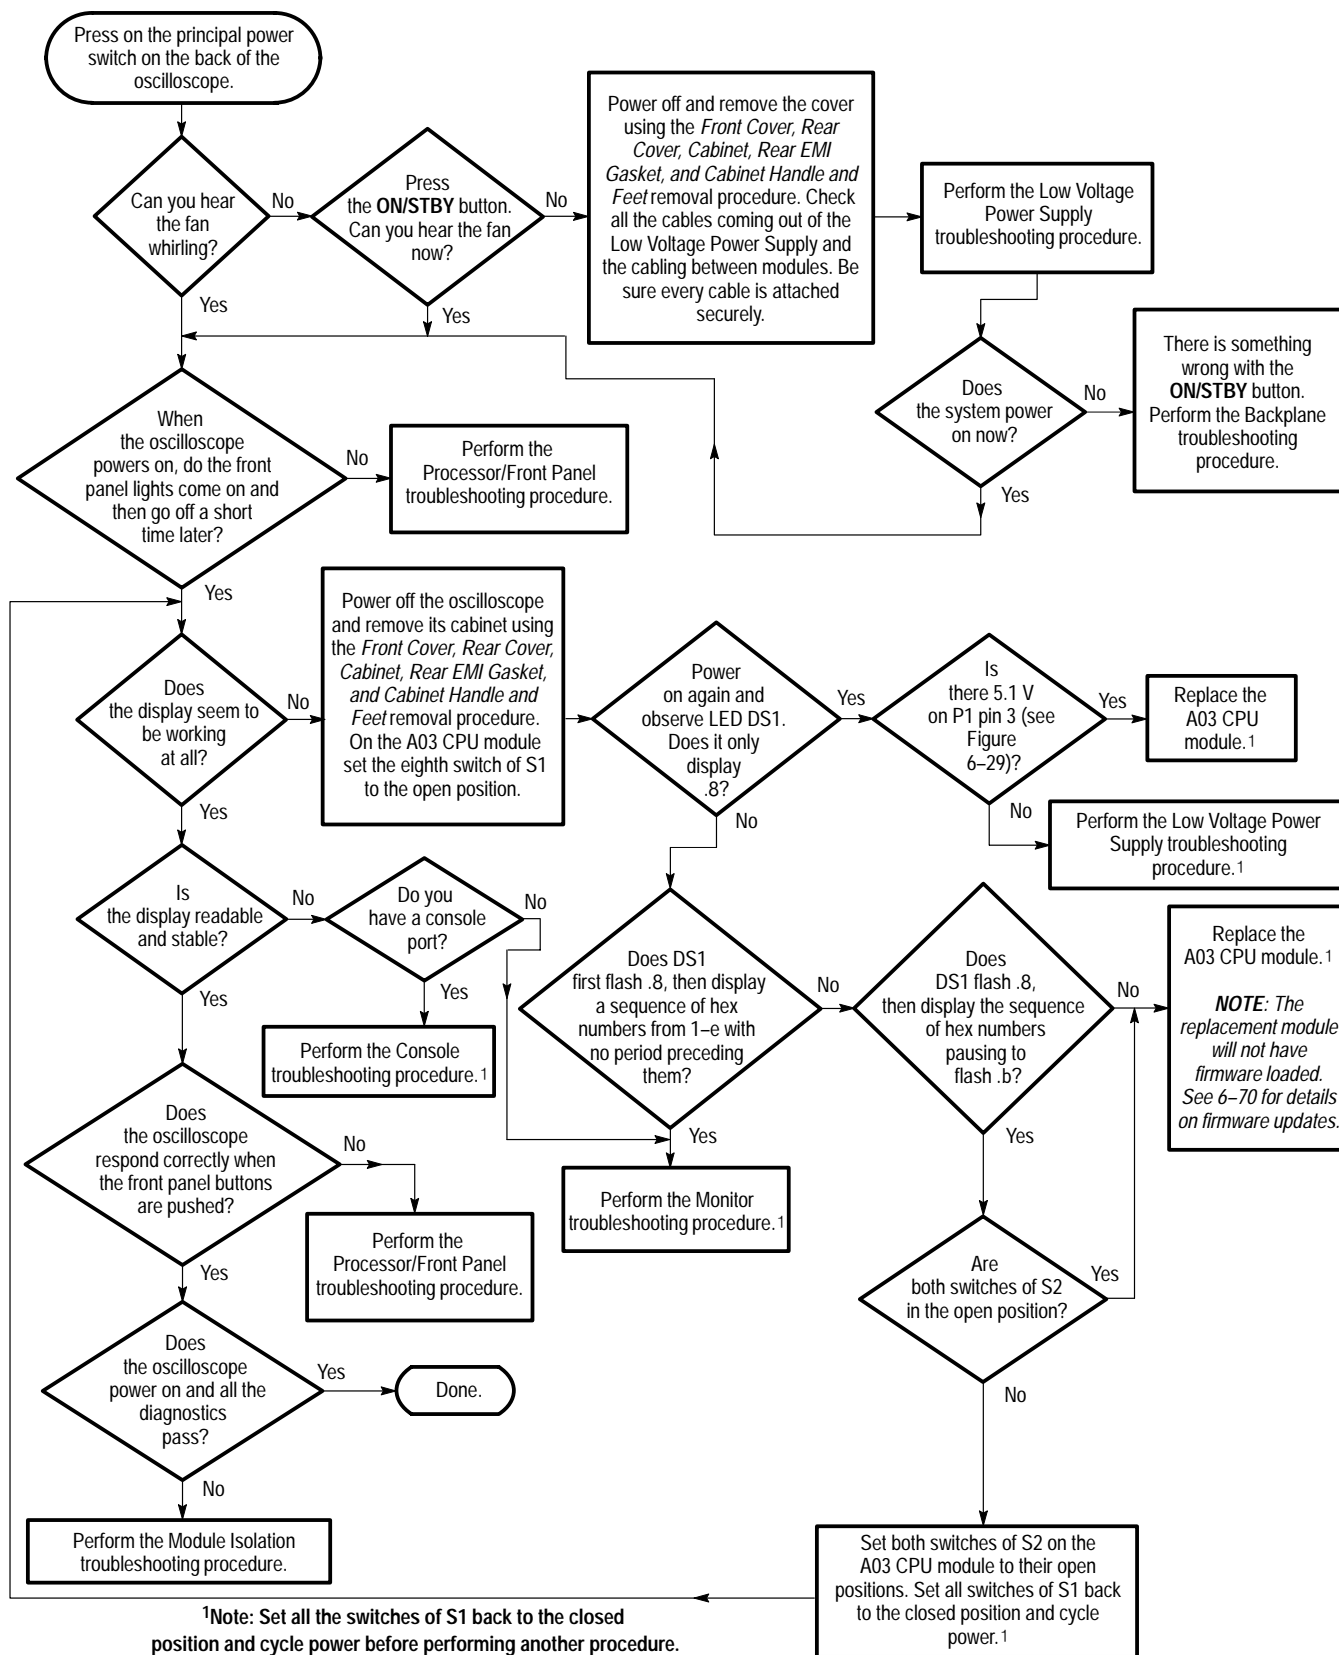 Press on the principal power
switch on the back of the
oscilloscope.
Can you hear
the fan
whirling?
No
Yes
Press
the ON/STBY button.
Can you hear the fan
now?
No
Yes
Power off and remove the cover
using the Front Cover, Rear
Cover, Cabinet, Rear EMI
Gasket, and Cabinet Handle and
Feet removal procedure. Check
all the cables coming out of the
Low Voltage Power Supply and
the cabling between modules. Be
sure every cable is attached
securely.
Perform the Low Voltage
Power Supply
troubleshooting procedure.
Does
the system power
on now?
No
Yes
There is something
wrong with the
ON/STBY button.
Perform the Backplane
troubleshooting
procedure.
When
the oscilloscope
powers on, do the front
panel lights come on and
then go off a short
time later?
No
Yes
Perform the
Processor/Front Panel
troubleshooting procedure.
Does
the display seem to
be working
at all?
No
Yes
Power off the oscilloscope
and remove its cabinet using
the Front Cover, Rear Cover,
Cabinet, Rear EMI Gasket,
and Cabinet Handle and
Feet removal procedure.
On the A03 CPU module
set the eighth switch of S1
to the open position.
Power
on again and
observe LED DS1.
Does it only
display
.8?
Yes
No
Is
there 5.1 V
on P1 pin 3 (see
Figure
6–29)?
Yes
No
Replace the
A03 CPU
module.1
Perform the Low Voltage Power
Supply troubleshooting
procedure.1
Is
the display readable
and stable?
No
Yes
Do you
have a console
port?
No
Yes
Perform the Console
troubleshooting procedure.1
Does DS1
first flash .8, then display
a sequence of hex
numbers from 1–e with
no period preceding
them?
No
Yes
Does
DS1 flash .8,
then display the sequence
of hex numbers
pausing to
flash .b?
No
Yes
Replace the
A03 CPU module.1
NOTE: The
replacement module
will not have
firmware loaded.
See 6–70 for details
on firmware updates.
Does
the oscilloscope
respond correctly when
the front panel buttons
are pushed?
No
Yes
Perform the
Processor/Front Panel
troubleshooting procedure.
Perform the Monitor
troubleshooting procedure.1
Are
both switches of S2
in the open position?
Yes
No
Does
the oscilloscope
power on and all the
diagnostics
pass?
Yes
No
Done.
Perform the Module Isolation
troubleshooting procedure.
Set both switches of S2 on the
A03 CPU module to their open
positions. Set all switches of S1 back
to the closed position and cycle
power.1
1Note: Set all the switches of S1 back to the closed
position and cycle power before performing another procedure.